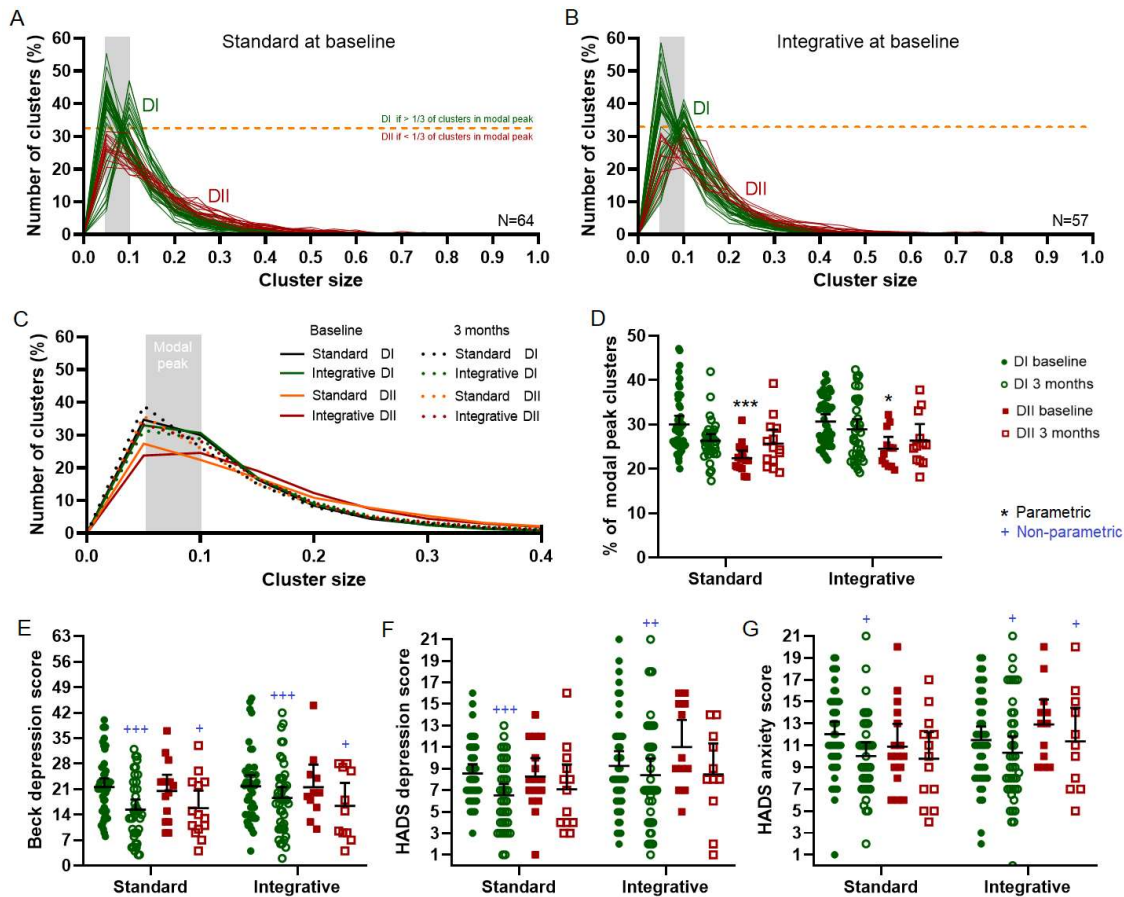 A
Standard at baseline
Number of clusters (%)
60
50
40
30
20
10
0
DI
DI if > 1/3 of clusters in modal peak
DII if < 1/3 of clusters in modal peak
DII
N=64
0.0 0.1 0.2 0.3 0.4 0.5 0.6 0.7 0.8 0.9 1.0
Cluster size
B
Integrative at baseline
Number of clusters (%)
60
50
40
30
20
10
0
DI
DII
N=57
0.0 0.1 0.2 0.3 0.4 0.5 0.6 0.7 0.8 0.9 1.0
Cluster size
C
Number of clusters (%)
60
50
40
30
20
10
0
Modal
peak
Baseline 3 months
Standard DI Standard DI
Integrative DI Integrative DI
Standard DII Standard DII
Integrative DII Integrative DII
0.0 0.1 0.2 0.3 0.4
Cluster size
D
% of modal peak clusters
50
40
30
20
10
0
***
*
Standard Integrative
DI baseline
DI 3 months
DII baseline
DII 3 months
* Parametric
+ Non-parametric
E
Beck depression score
63
56
49
42
35
28
21
14
7
0
+++
+
+++
+
Standard Integrative
F
HADS depression score
21
19
17
15
13
11
9
7
5
3
1
+++
++
Standard Integrative
G
HADS anxiety score
21
19
17
15
13
11
9
7
5
3
1
+
+
+
Standard Integrative